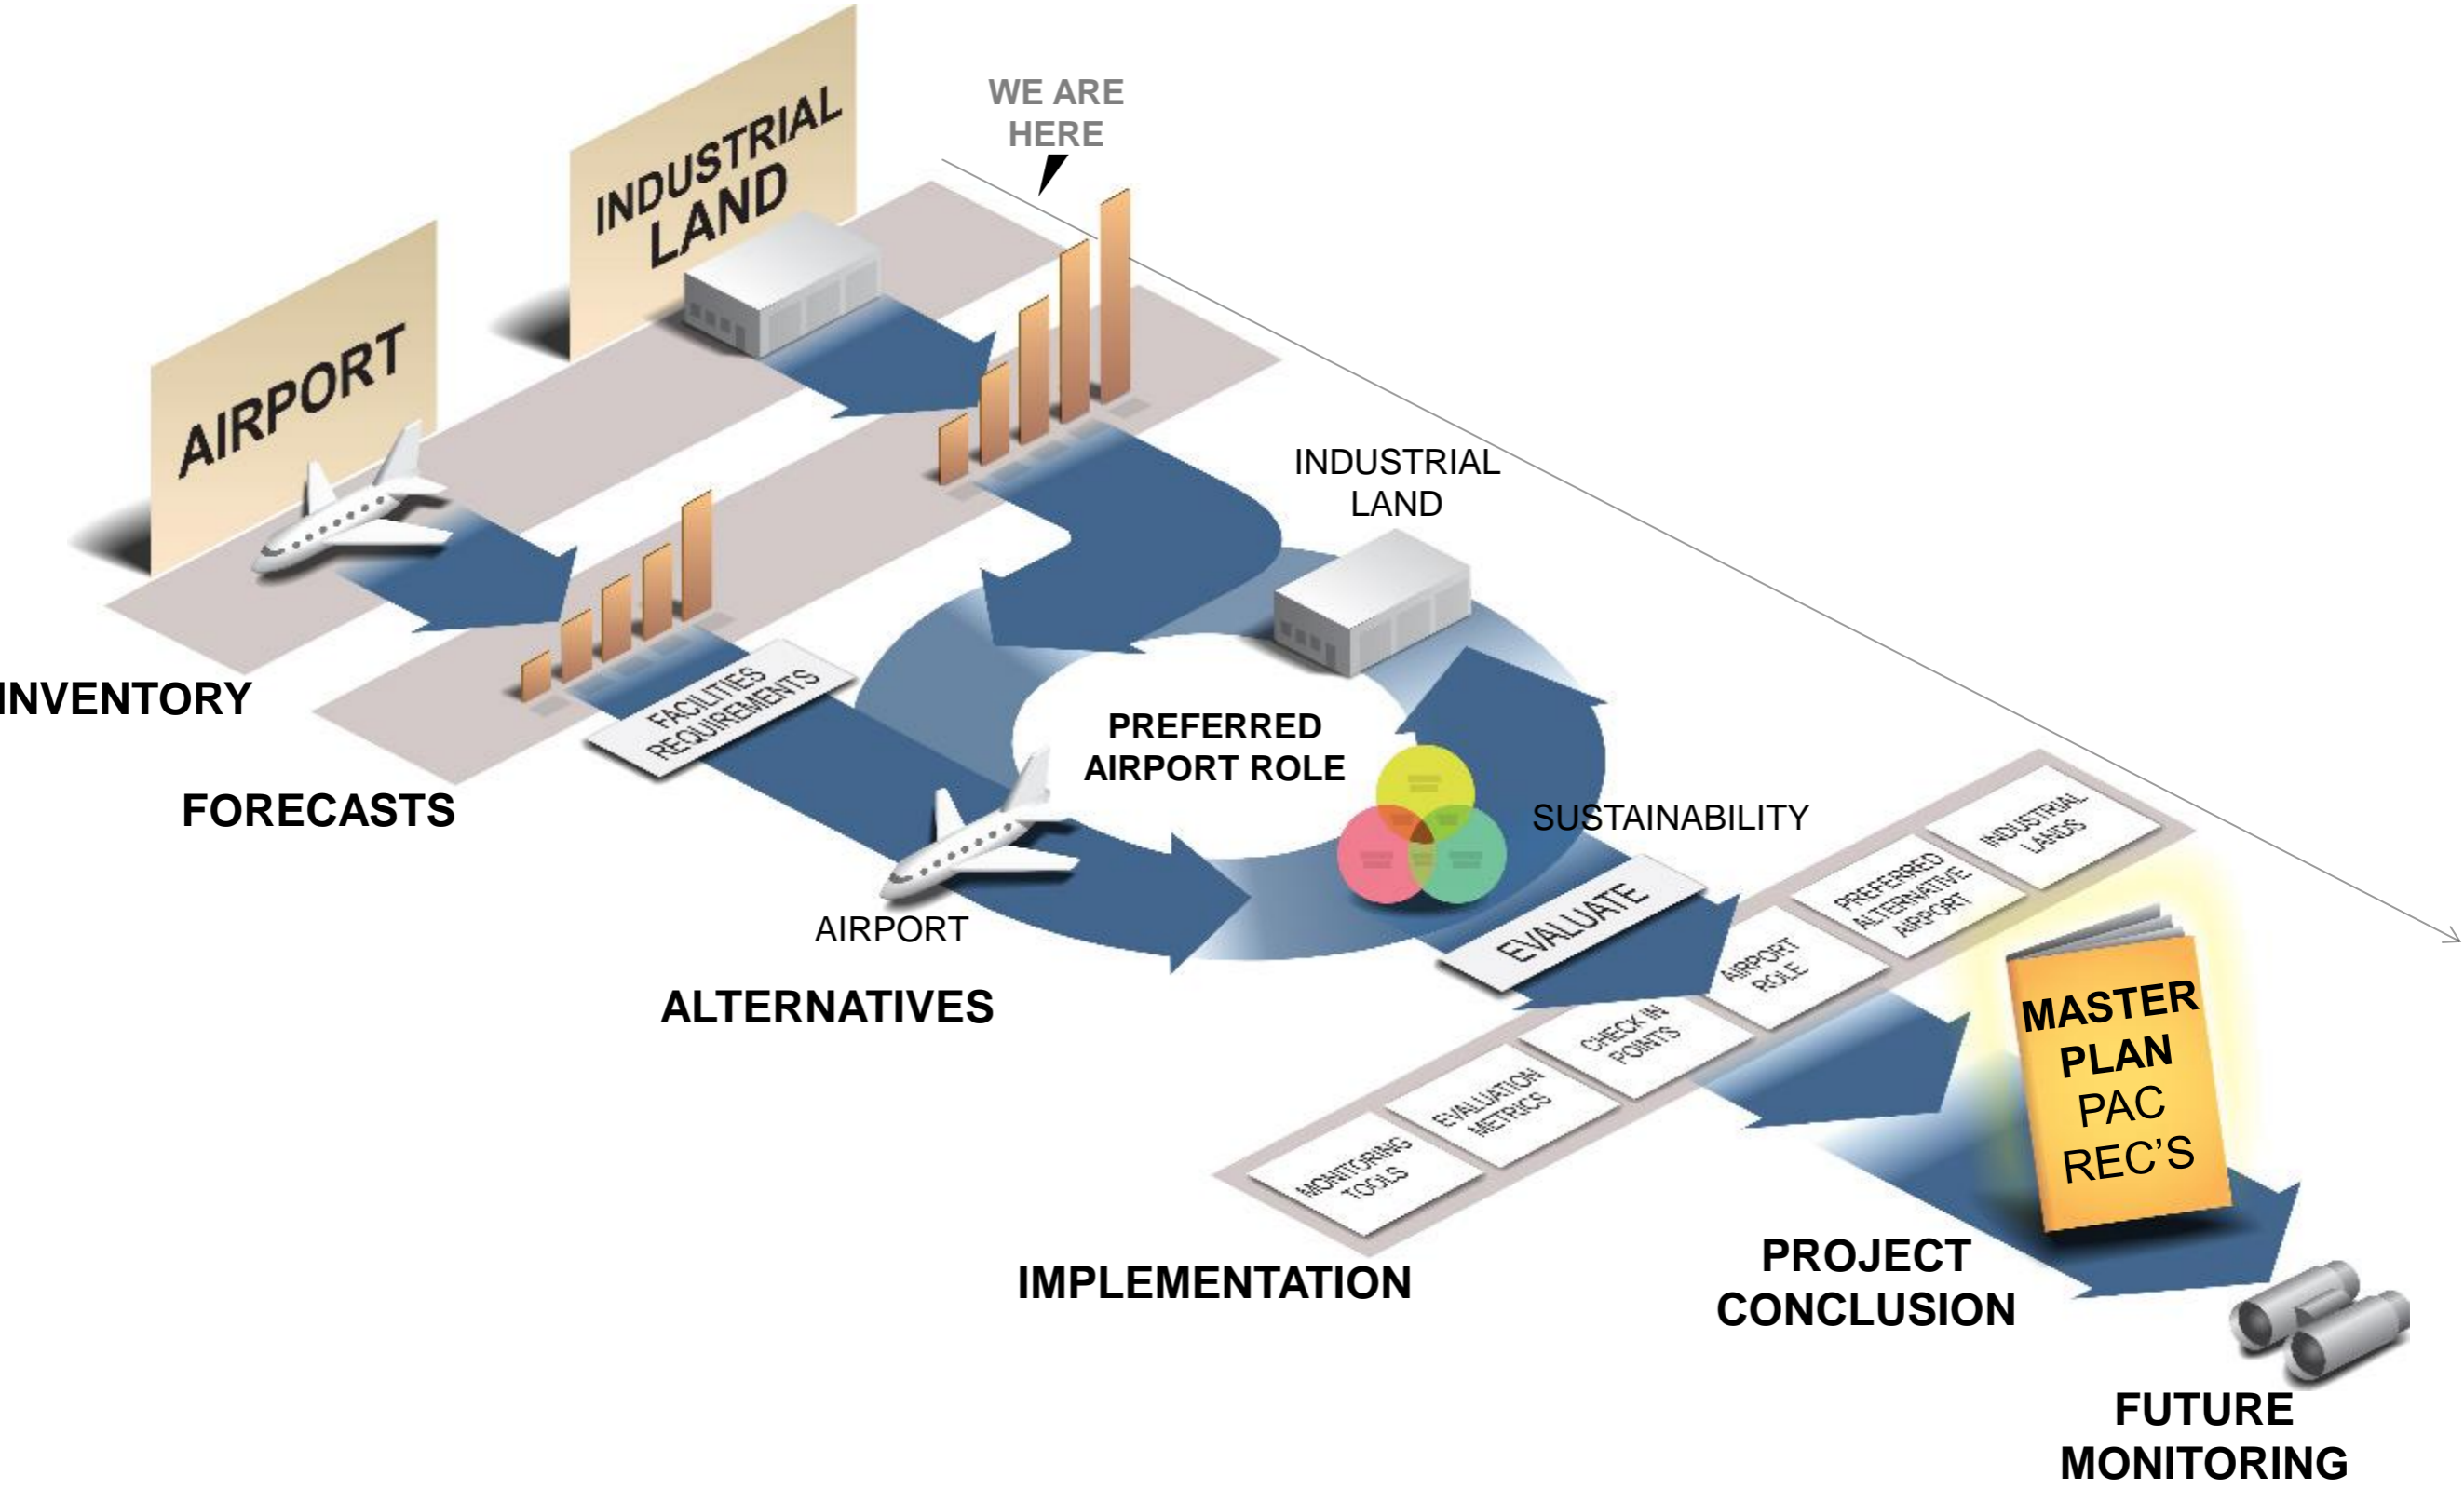 WE ARE
HERE
INDUSTRIAL
LAND
AIRPORT
INDUSTRIAL
LAND
INVENTORY
FACILITIES
REQUIREMENTS
PREFERRED
AIRPORT ROLE
FORECASTS
SUSTAINABILITY
AIRPORT
ALTERNATIVES
EVALUATE
INDUSTRIAL
LANDS
PREFERRED
ALTERNATIVE
AIRPORT
AIRPORT
ROLE
CHECK IN
POINTS
EVALUATION
METRICS
MONITORING
TOOLS
MASTER
PLAN
PAC
REC’S
IMPLEMENTATION
PROJECT
CONCLUSION
FUTURE
MONITORING